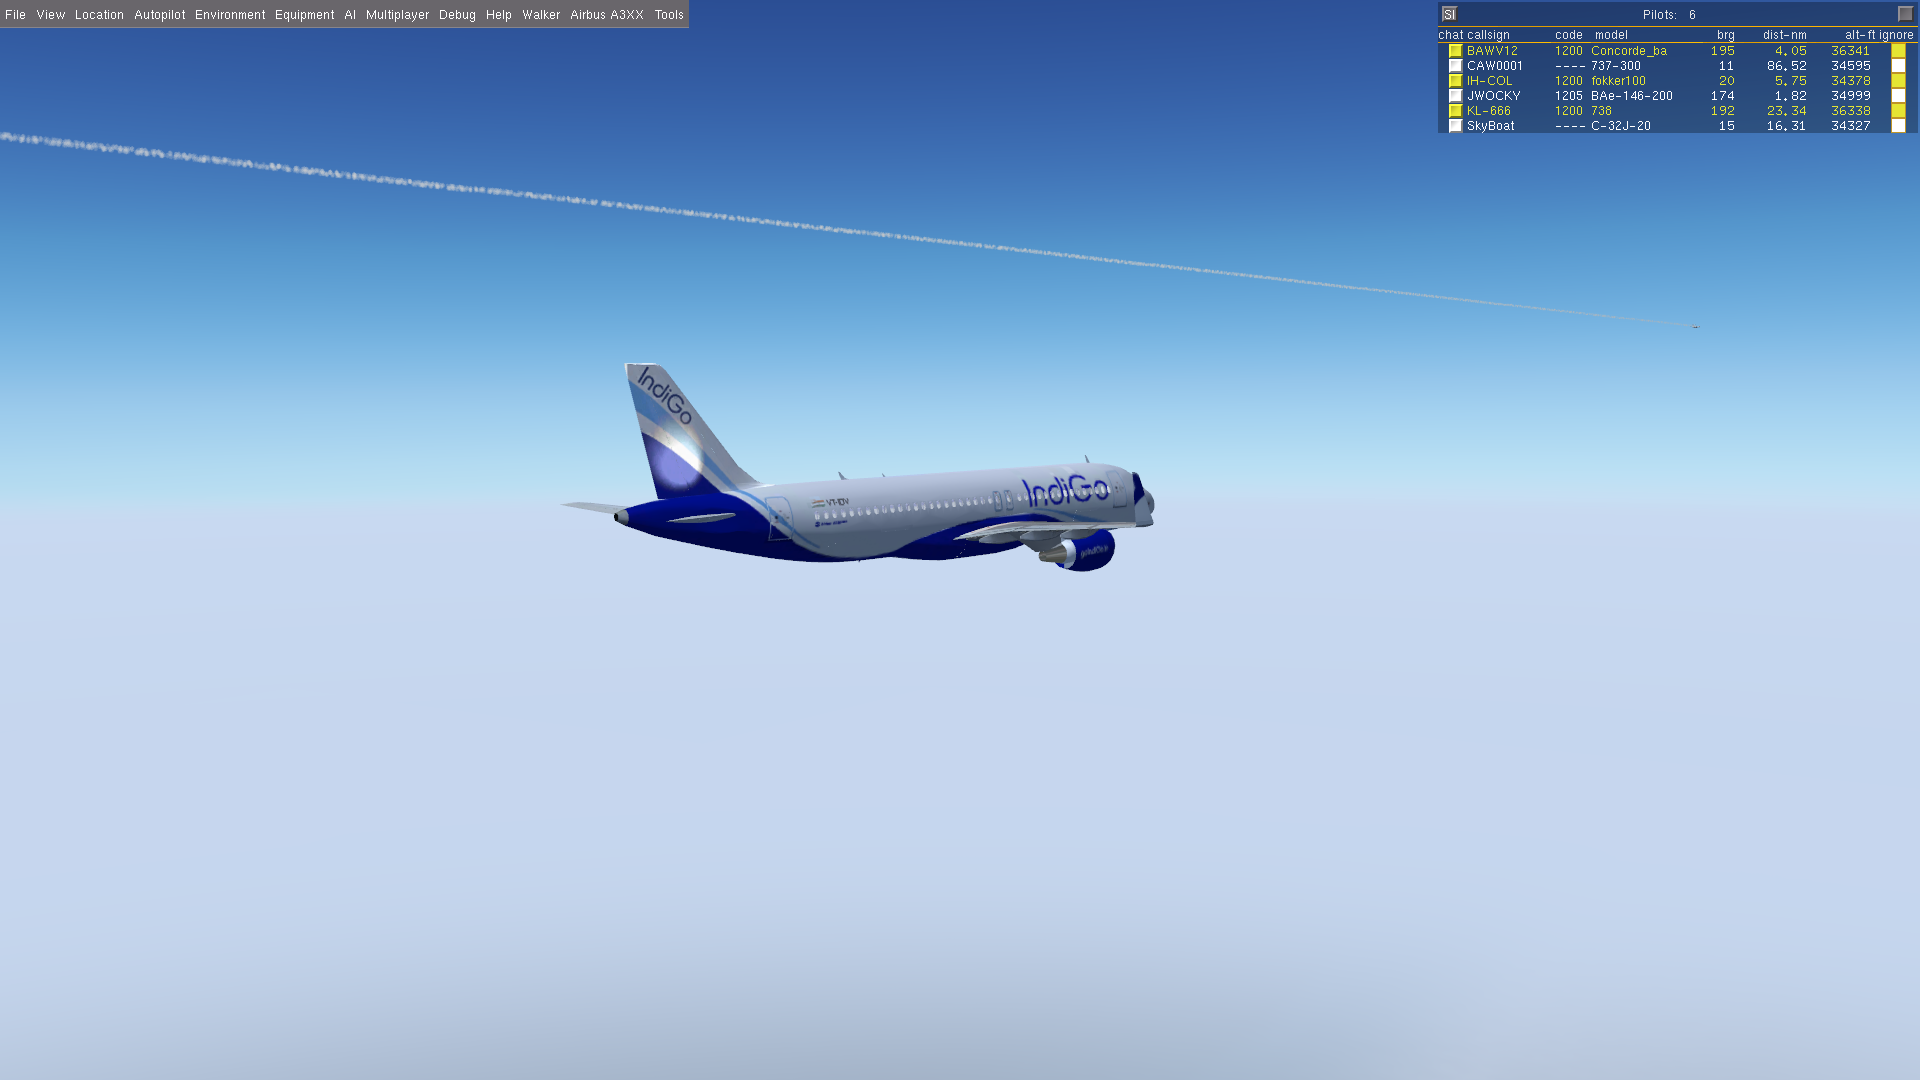 File View Location Autopilot Environment Equipment AI Multiplayer Debug Help Walker Airbus A3XX Tools
SI Pilots: 6
chat callsign code model brg dist-nm alt-ft ignore
BAWV12 1200 Concorde_ba 195 4.05 36341
CAW0001 ---- 737-300 11 86.52 34595
IH-COL 1200 fokker100 20 5.75 34378
JWOCKY 1205 BAe-146-200 174 1.82 34999
KL-666 1200 738 192 23.34 36338
SkyBoat ---- C-32J-20 15 16.31 34327
IndiGo
IndiGo